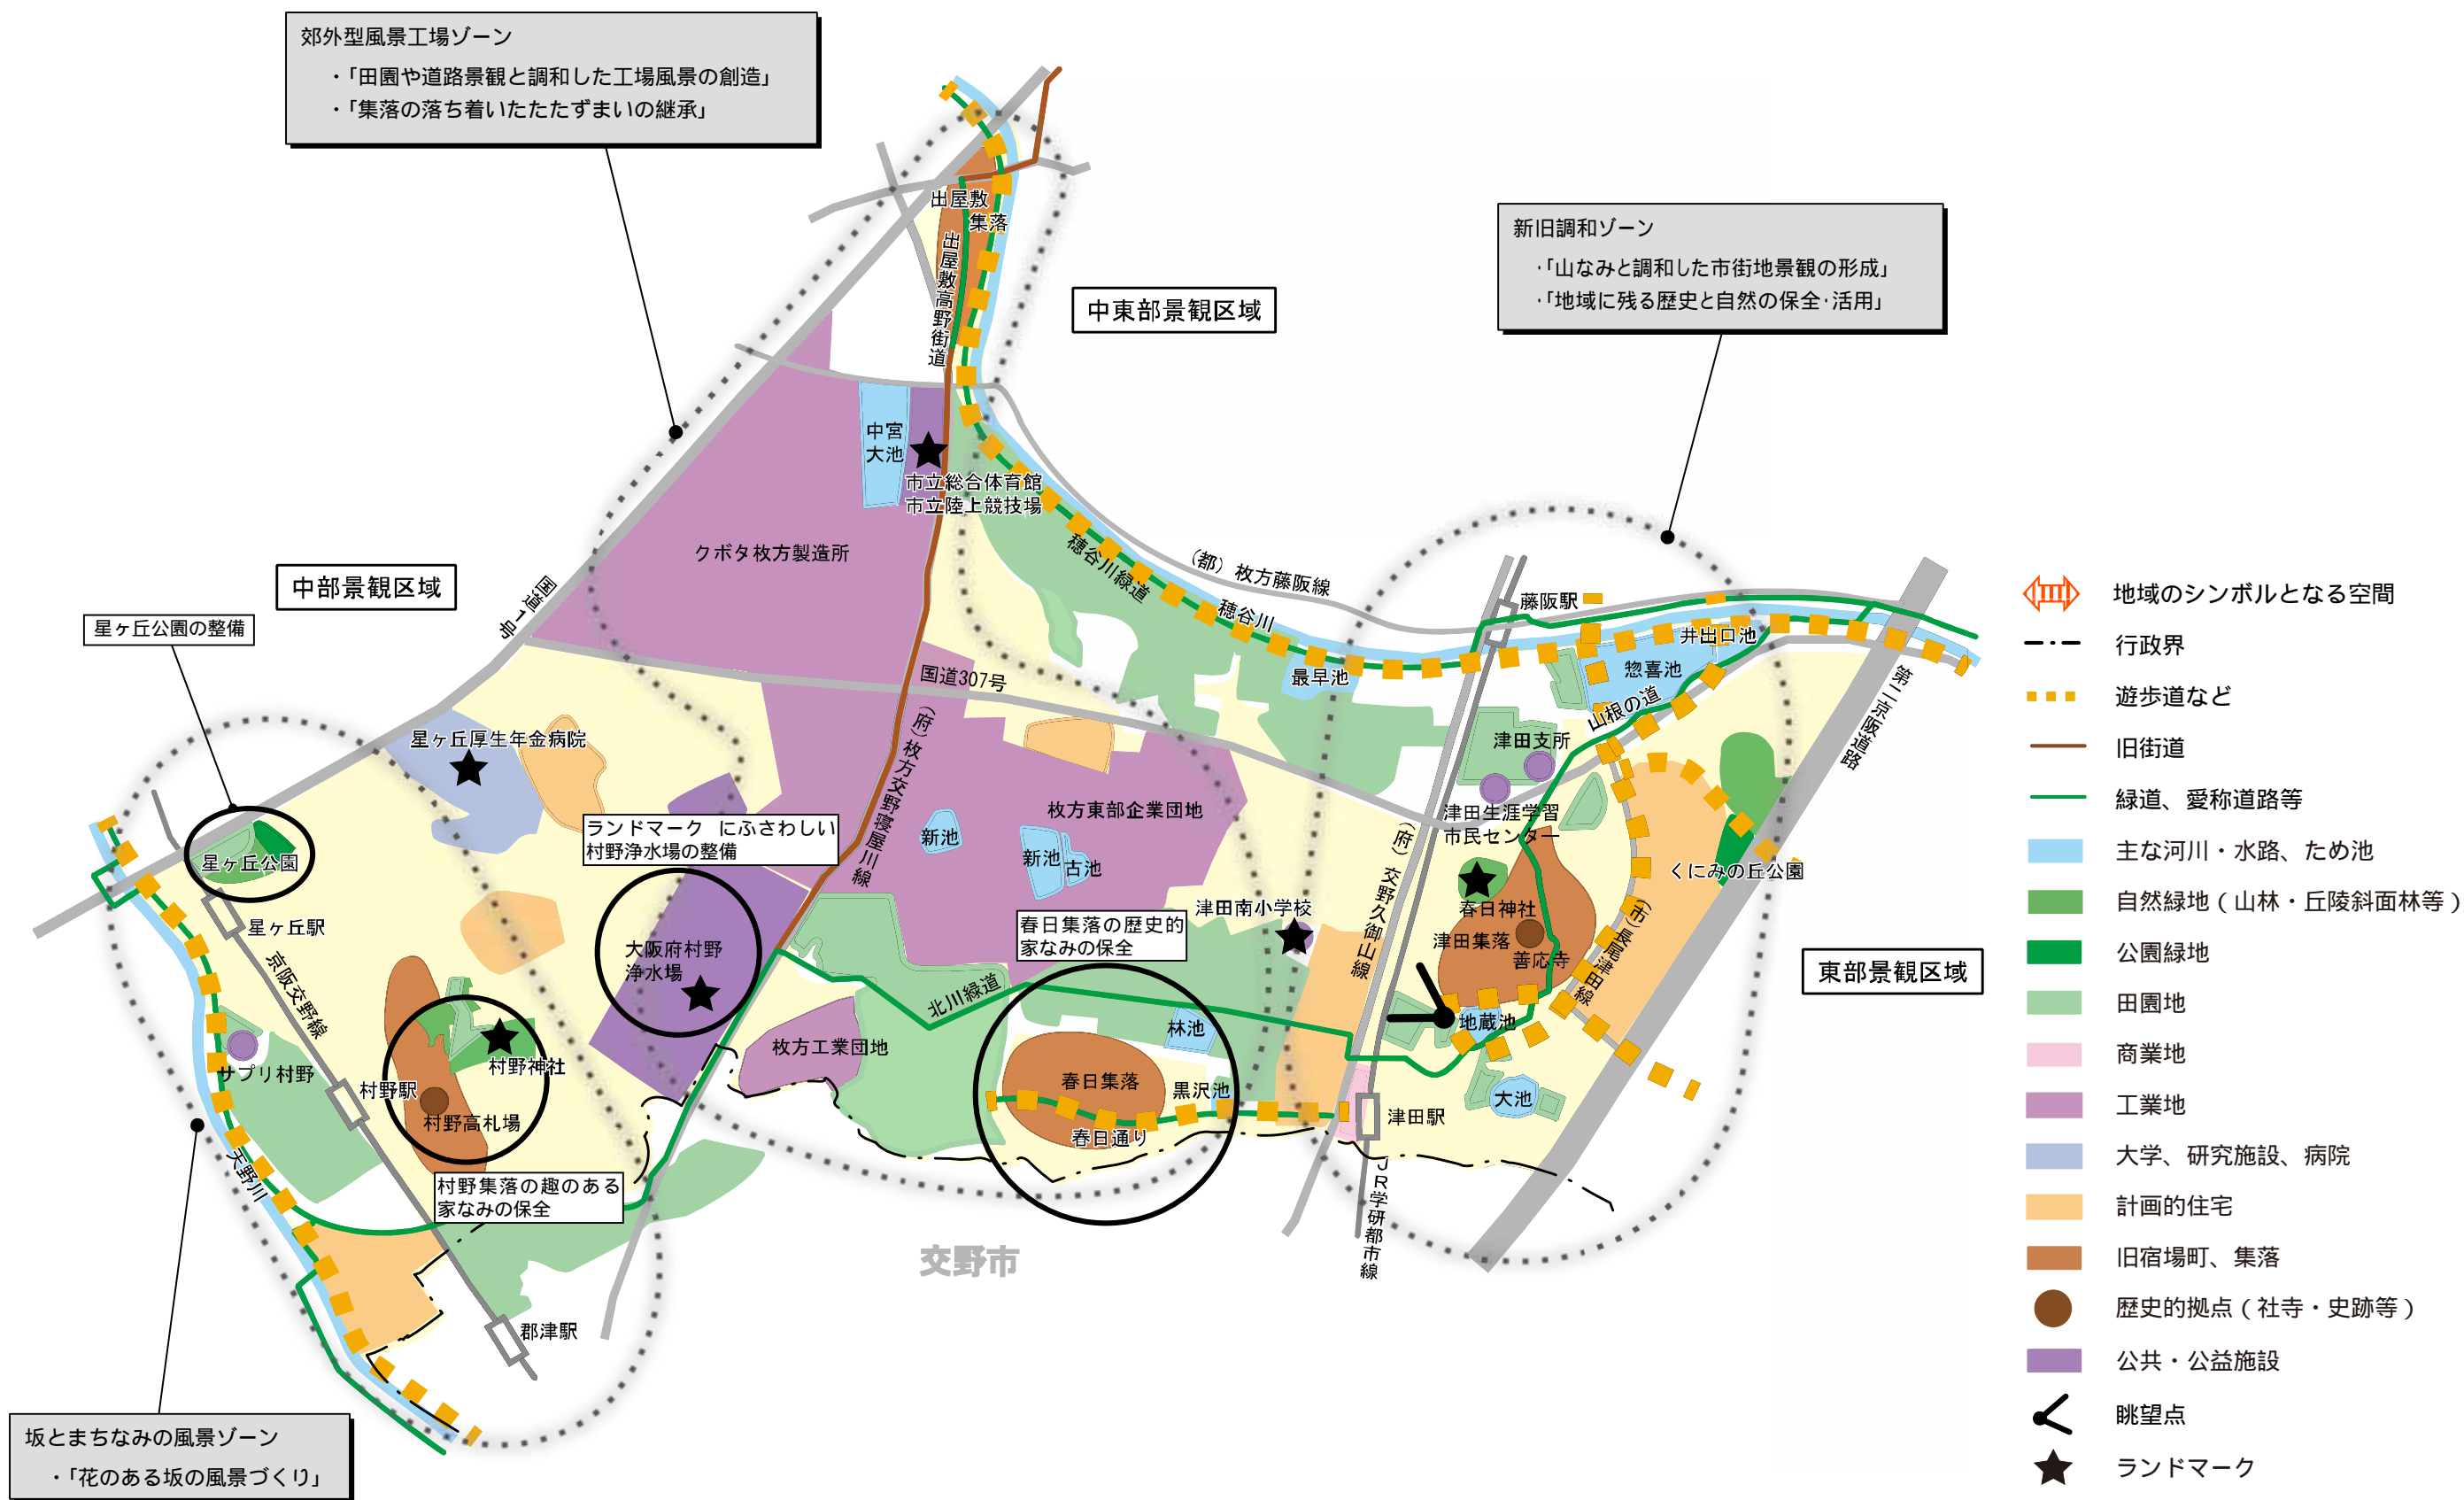 郊外型風景工場ゾーン
・「田園や道路景観と調和した工場風景の創造」
・「集落の落ち着いたたたずまいの継承」
新旧調和ゾーン
・「山なみと調和した市街地景観の形成」
・「地域に残る歴史と自然の保全・活用」
出屋敷
集落
出屋敷高野街道
中東部景観区域
中宮
大池
市立総合体育館
市立陸上競技場
クボタ枚方製造所
中部景観区域
国道1号
星ヶ丘公園の整備
穂谷川緑道
穂谷川
(都)枚方藤阪線
藤阪駅
井出口池
惣喜池
最早池
山根の道
第二京阪道路
国道307号
(府)枚方交野寝屋川線
星ヶ丘厚生年金病院
津田支所
津田生涯学習
市民センター
枚方東部企業団地
新池
新池
古池
ランドマーク にふさわしい
村野浄水場の整備
星ヶ丘公園
星ヶ丘駅
京阪交野線
大阪府村野
浄水場
春日集落の歴史的
家なみの保全
津田南小学校
(府)交野久御山線
春日神社
津田集落
善応寺
くにみの丘公園
(市)長尾津田線
東部景観区域
北川緑道
林池
地蔵池
枚方工業団地
サプリ村野
村野駅
村野神社
村野高札場
春日集落
黒沢池
春日通り
大池
津田駅
天野川
村野集落の趣のある
家なみの保全
JR学研都市線
交野市
郡津駅
坂とまちなみの風景ゾーン
・「花のある坂の風景づくり」
地域のシンボルとなる空間
行政界
遊歩道など
旧街道
緑道、愛称道路等
主な河川・水路、ため池
自然緑地(山林・丘陵斜面林等)
公園緑地
田園地
商業地
工業地
大学、研究施設、病院
計画的住宅
旧宿場町、集落
歴史的拠点(社寺・史跡等)
公共・公益施設
眺望点
ランドマーク